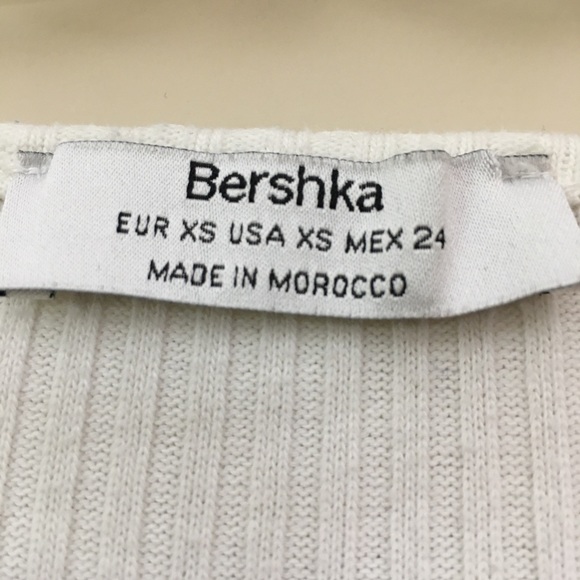 Bershka
EUR XS USA XS MEX 24
MADE IN MOROCCO